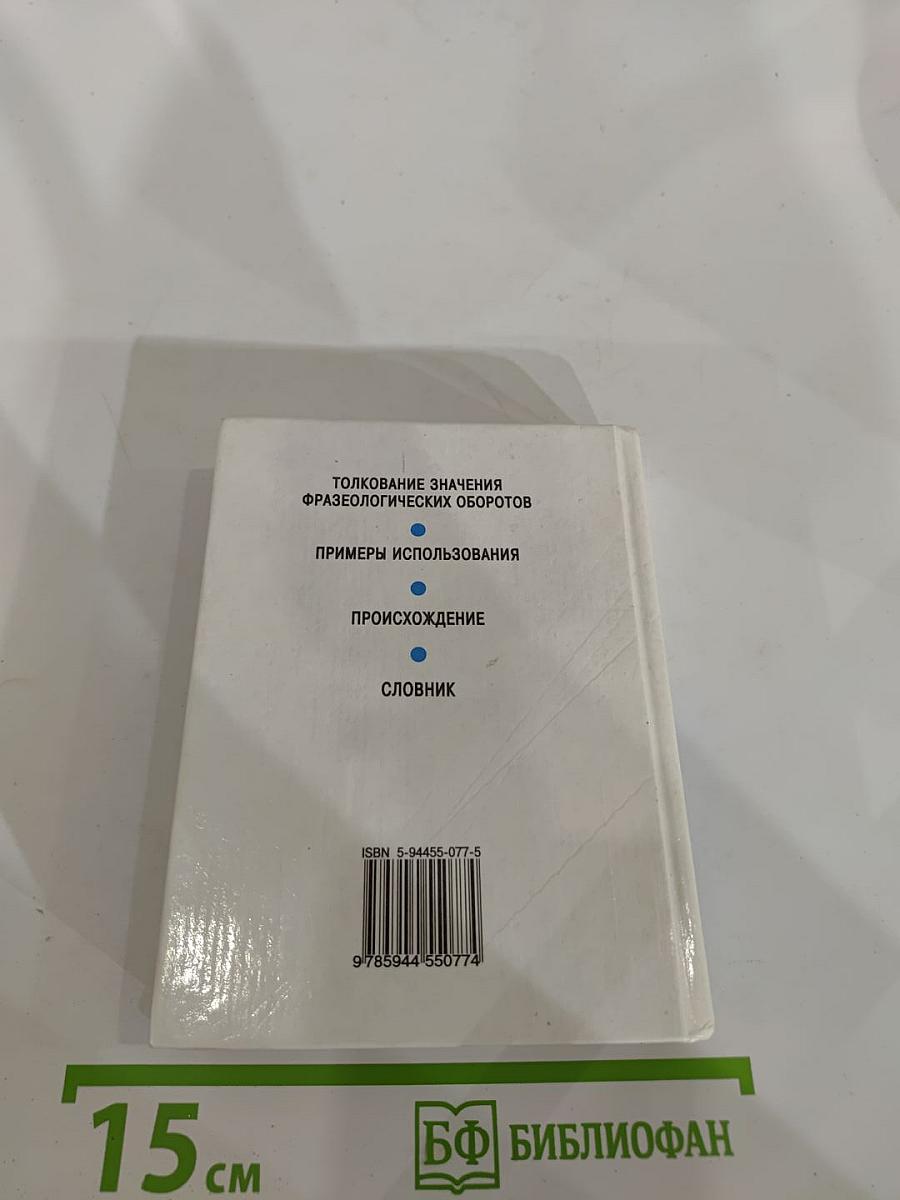 ТОЛКОВАНИЕ ЗНАЧЕНИЯ
ФРАЗЕОЛОГИЧЕСКИХ ОБОРОТОВ
ПРИМЕРЫ ИСПОЛЬЗОВАНИЯ
ПРОИСХОЖДЕНИЕ
СЛОВНИК
ISBN 5-94455-077-5
9 785944 550774
15 см
БФ БИБЛИОФАН